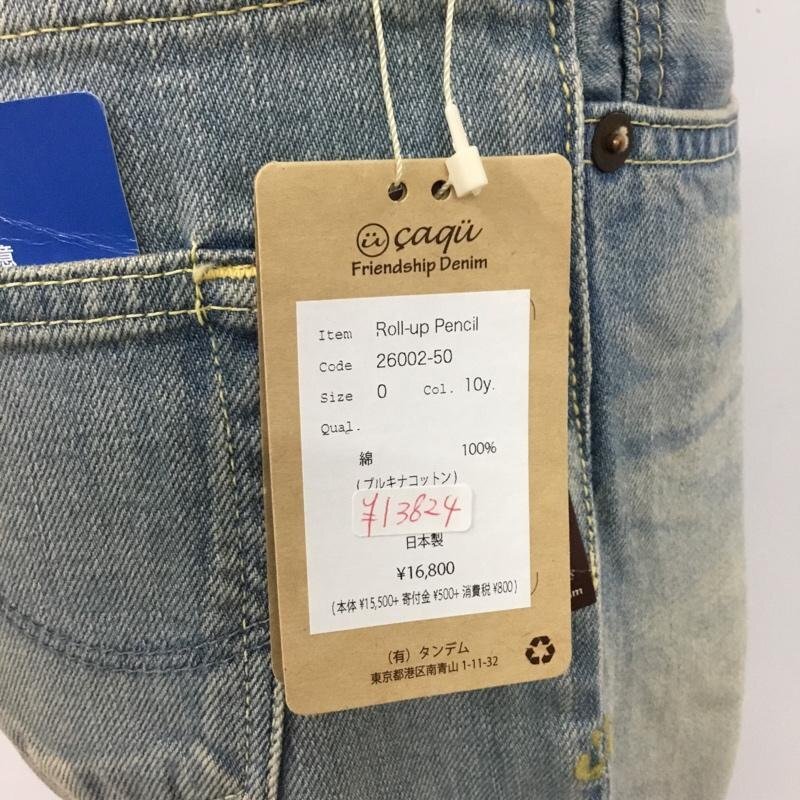 çaqü
Friendship Denim
Item Roll-up Pencil
Code 26002-50
Size 0 Col. 10y.
Qual.
綿 100%
(ブルキナコットン)
¥13824
日本製
¥16,800
(本体 ¥15,500+ 寄付金 ¥500+ 消費税 ¥800)
(有) タンデム
東京都港区南青山 1-11-32
意